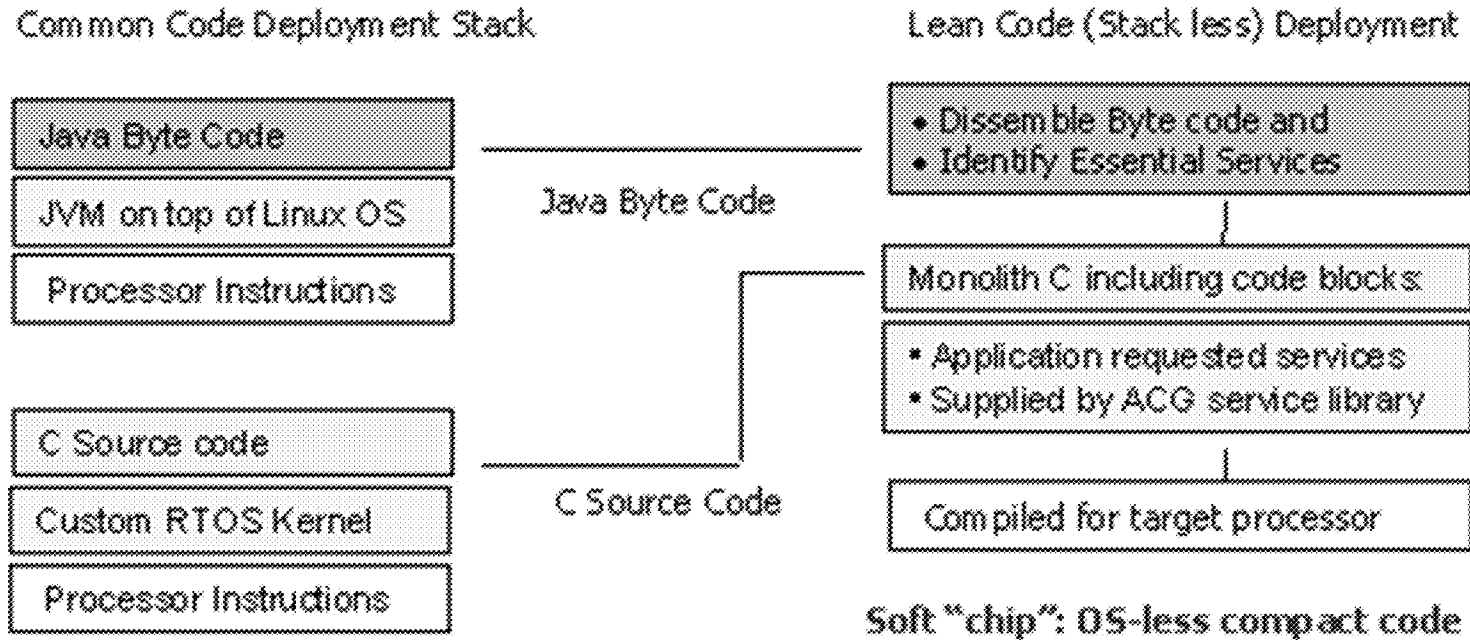 Common Code Deployment Stack
Lean Code (Stack less) Deployment
Java Byte Code
JVM on top of Linux OS
Processor Instructions
Java Byte Code
• Dissemble Byte code and
• Identify Essential Services
Monolith C including code blocks:
• Application requested services
• Supplied by ACG service library
C Source code
Custom RTOS Kernel
Processor Instructions
C Source Code
Compiled for target processor
Soft "chip": OS-less compact code